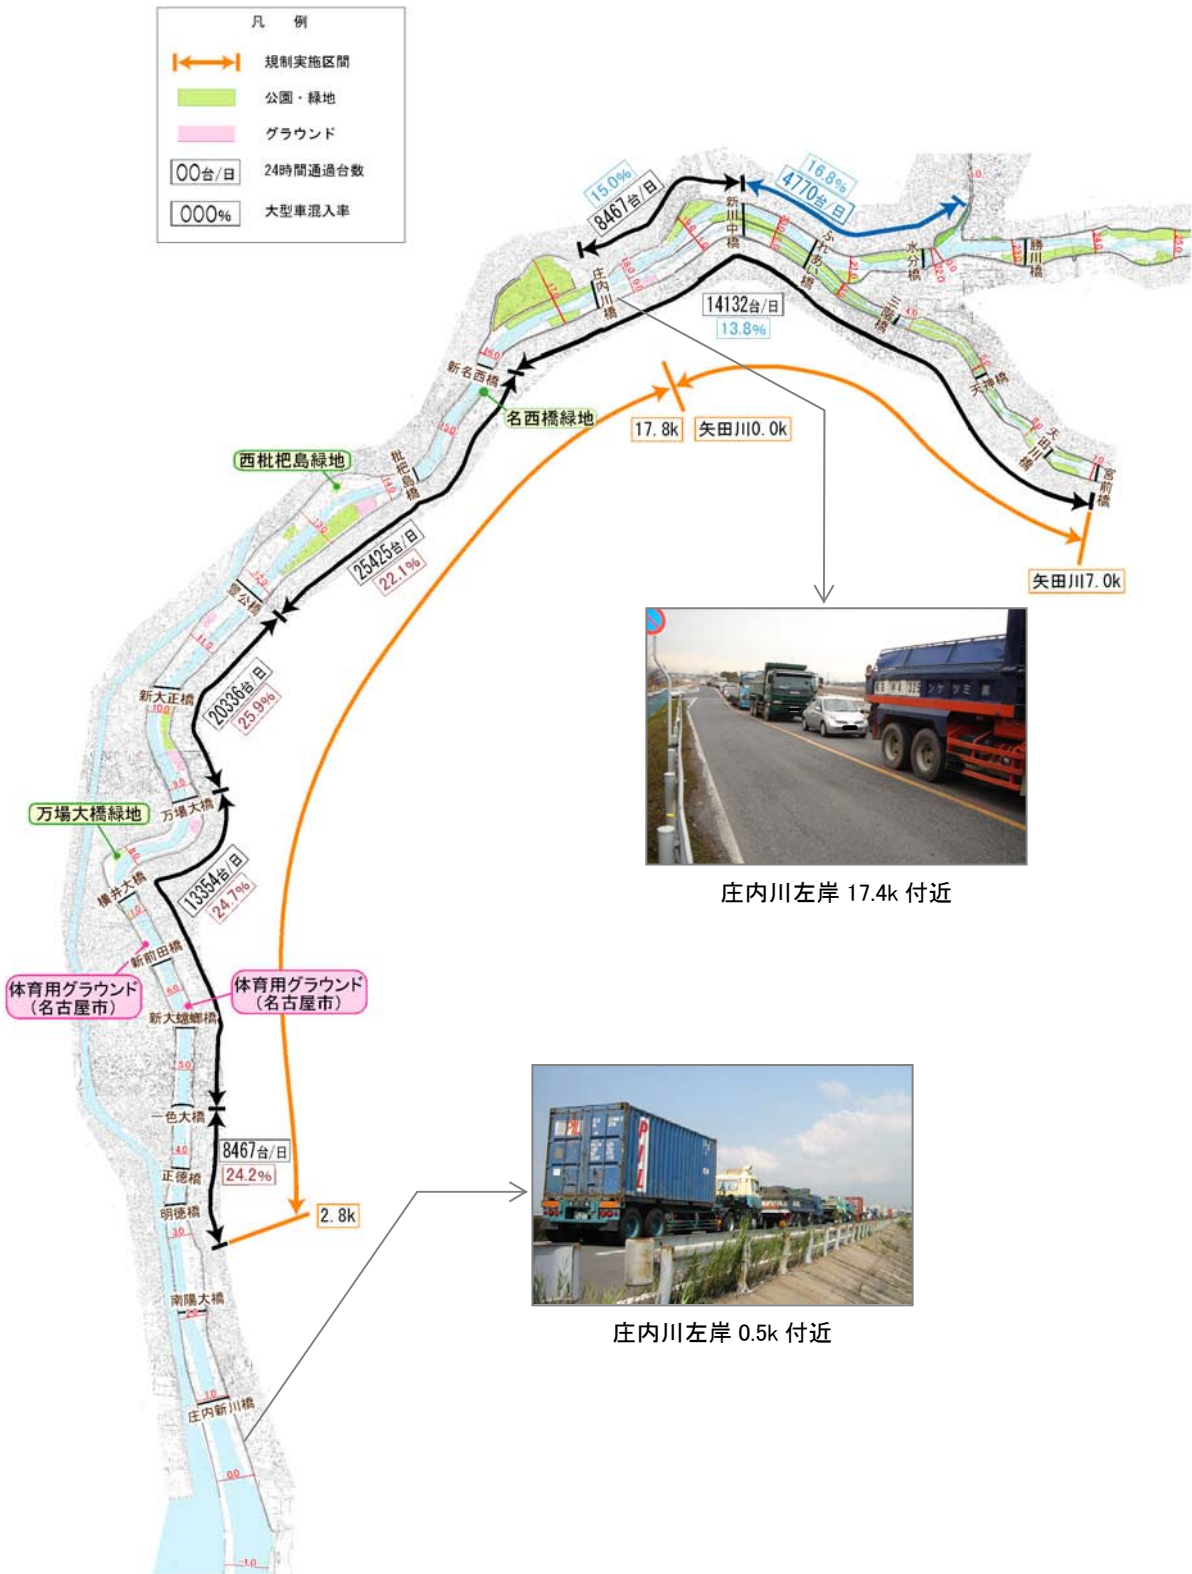 凡 例
規制実施区間
公園・緑地
グラウンド
〇〇台/日 24時間通過台数
〇〇〇% 大型車混入率
15.0%
8467台/日
16.8%
4770台/日
新川中橋
ふれあい橋
水分橋
勝川橋
三階橋
天神橋
矢田川橋
宮前橋
庄内川橋
14132台/日
13.8%
新名西橋
名西橋緑地
17.8k
矢田川0.0k
矢田川7.0k
西枇杷島緑地
枇杷島橋
25425台/日
22.1%
豊公橋
新大正橋
20336台/日
25.9%
万場大橋
万場大橋緑地
横井大橋
13354台/日
24.7%
新前田橋
体育用グラウンド
(名古屋市)
体育用グラウンド
(名古屋市)
新大蟷螂橋
一色大橋
8467台/日
24.2%
正徳橋
明徳橋
2.8k
南陽大橋
庄内新川橋
庄内川左岸 17.4k 付近
庄内川左岸 0.5k 付近